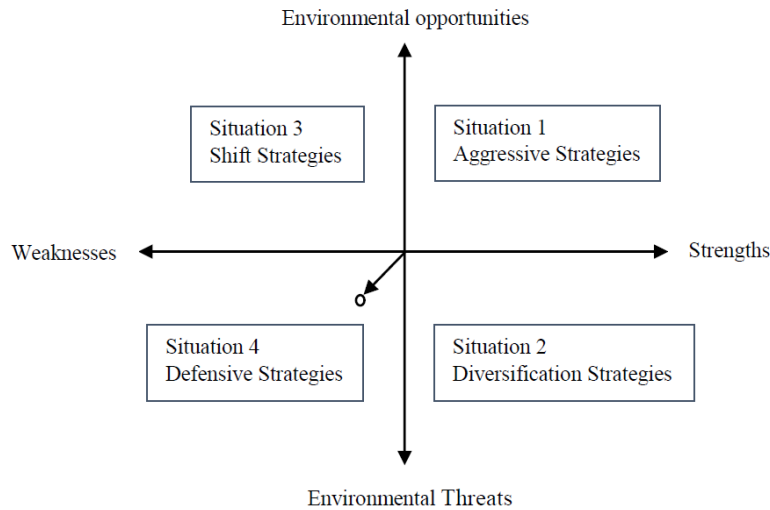 Environmental opportunities
Situation 3
Shift Strategies
Situation 1
Aggressive Strategies
Weaknesses
Strengths
Situation 4
Defensive Strategies
Situation 2
Diversification Strategies
Environmental Threats